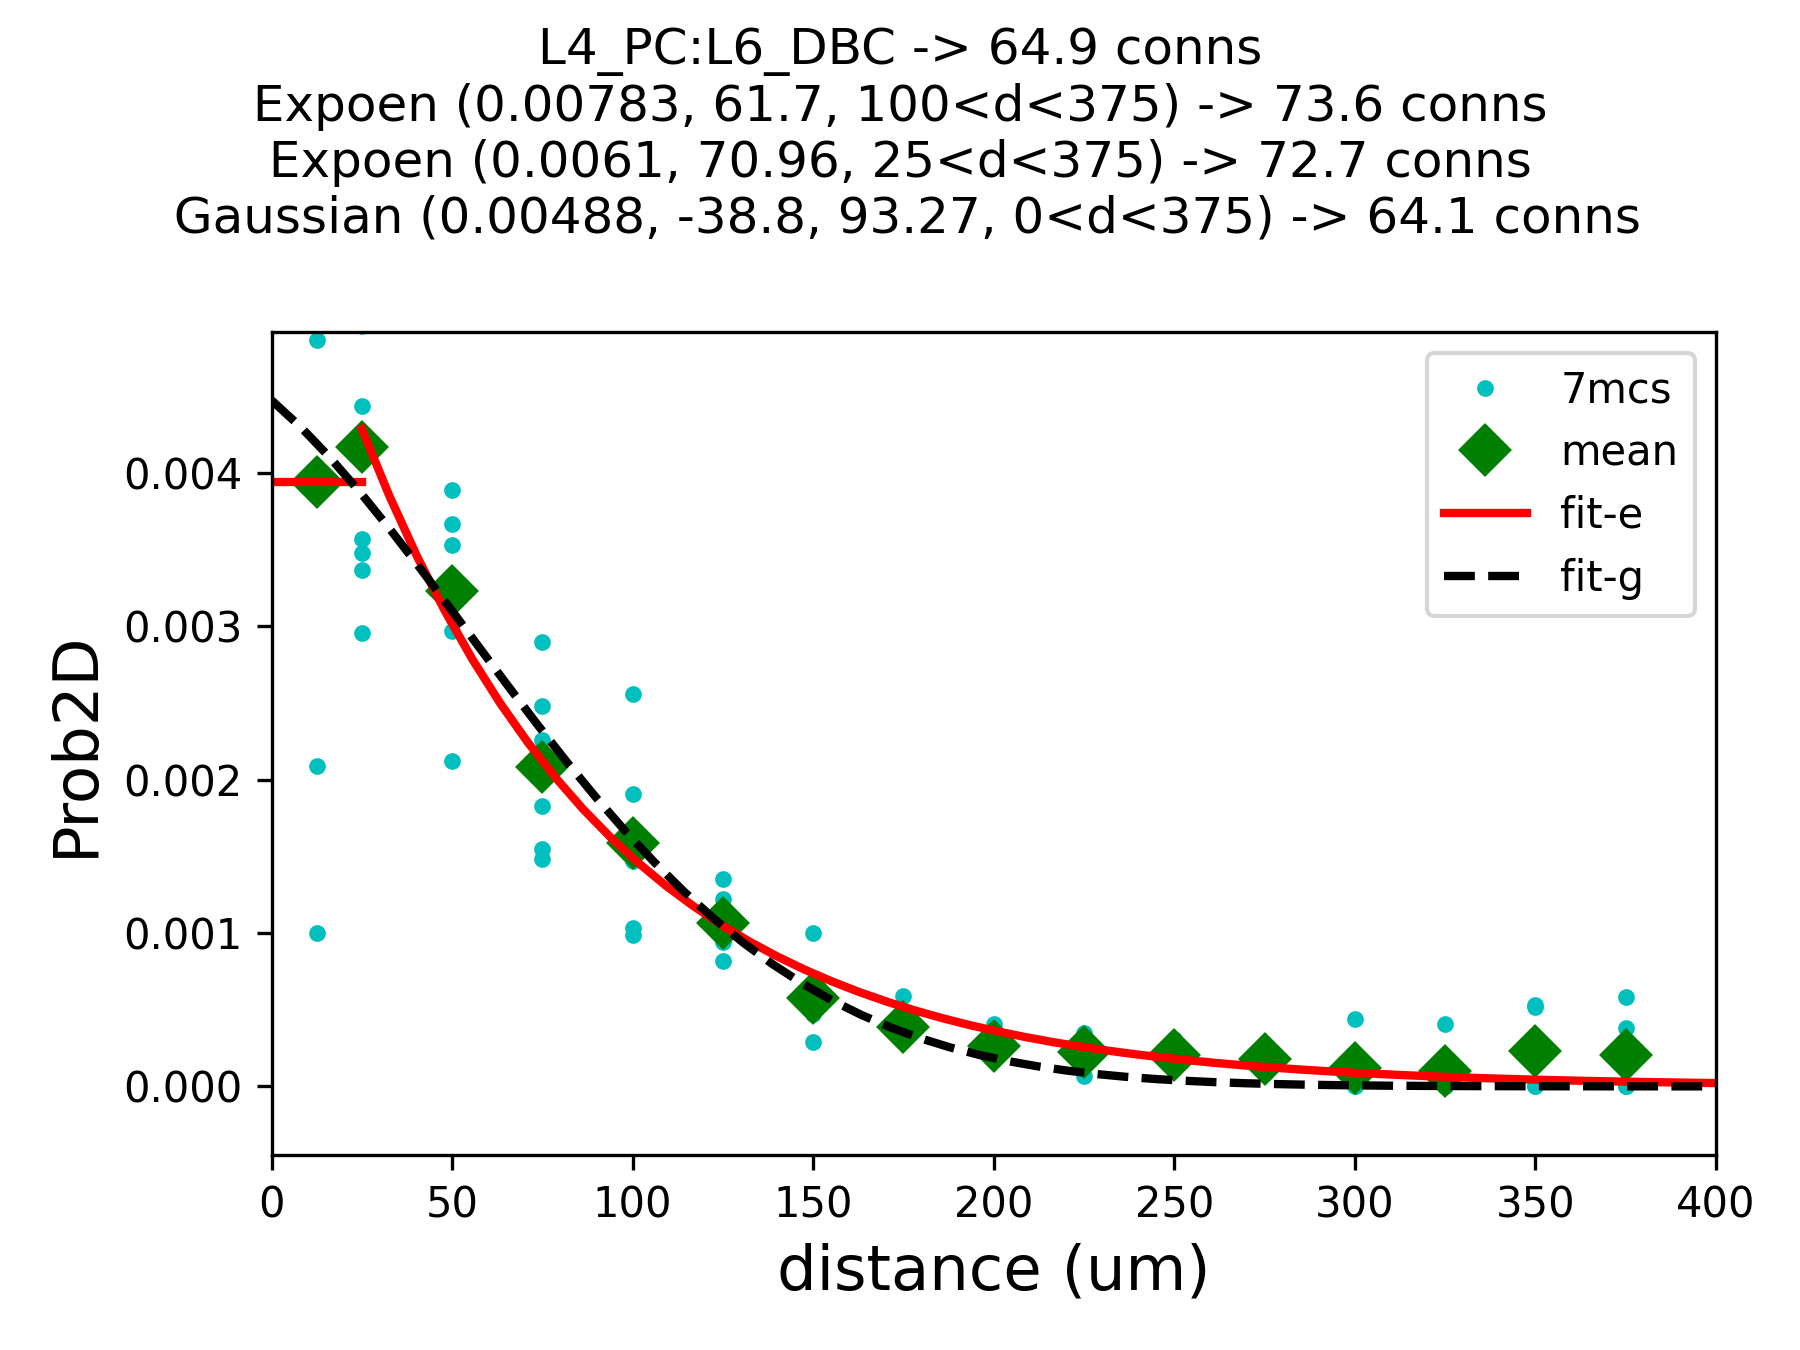 L4_PC:L6_DBC -> 64.9 conns
Expoen (0.00783, 61.7, 100<d<375) -> 73.6 conns
Expoen (0.0061, 70.96, 25<d<375) -> 72.7 conns
Gaussian (0.00488, -38.8, 93.27, 0<d<375) -> 64.1 conns
7mcs
mean
fit-e
fit-g
0.004
0.003
0.002
0.001
0.000
Prob2D
0 50 100 150 200 250 300 350 400
distance (um)